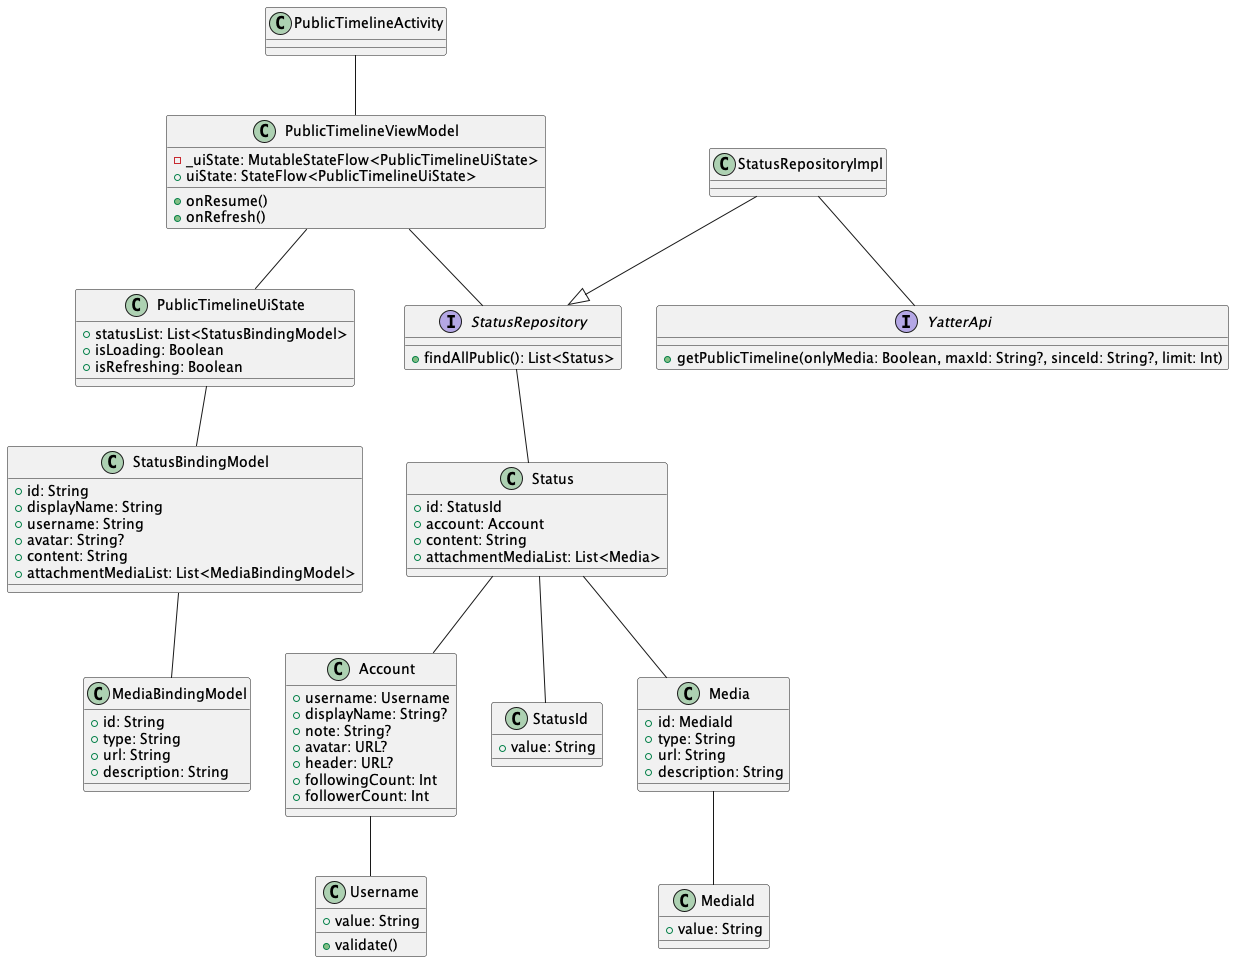 C PublicTimelineActivity
C PublicTimelineViewModel
_uiState: MutableStateFlow<PublicTimelineUiState>
uiState: StateFlow<PublicTimelineUiState>
onResume()
onRefresh()
C StatusRepositoryImpl
C PublicTimelineUiState
statusList: List<StatusBindingModel>
isLoading: Boolean
isRefreshing: Boolean
I StatusRepository
findAllPublic(): List<Status>
I YatterApi
getPublicTimeline(onlyMedia: Boolean, maxId: String?, sinceId: String?, limit: Int)
C StatusBindingModel
id: String
displayName: String
username: String
avatar: String?
content: String
attachmentMediaList: List<MediaBindingModel>
C Status
id: StatusId
account: Account
content: String
attachmentMediaList: List<Media>
C MediaBindingModel
id: String
type: String
url: String
description: String
C Account
username: Username
displayName: String?
note: String?
avatar: URL?
header: URL?
followingCount: Int
followerCount: Int
C StatusId
value: String
C Media
id: MediaId
type: String
url: String
description: String
C Username
value: String
validate()
C MediaId
value: String